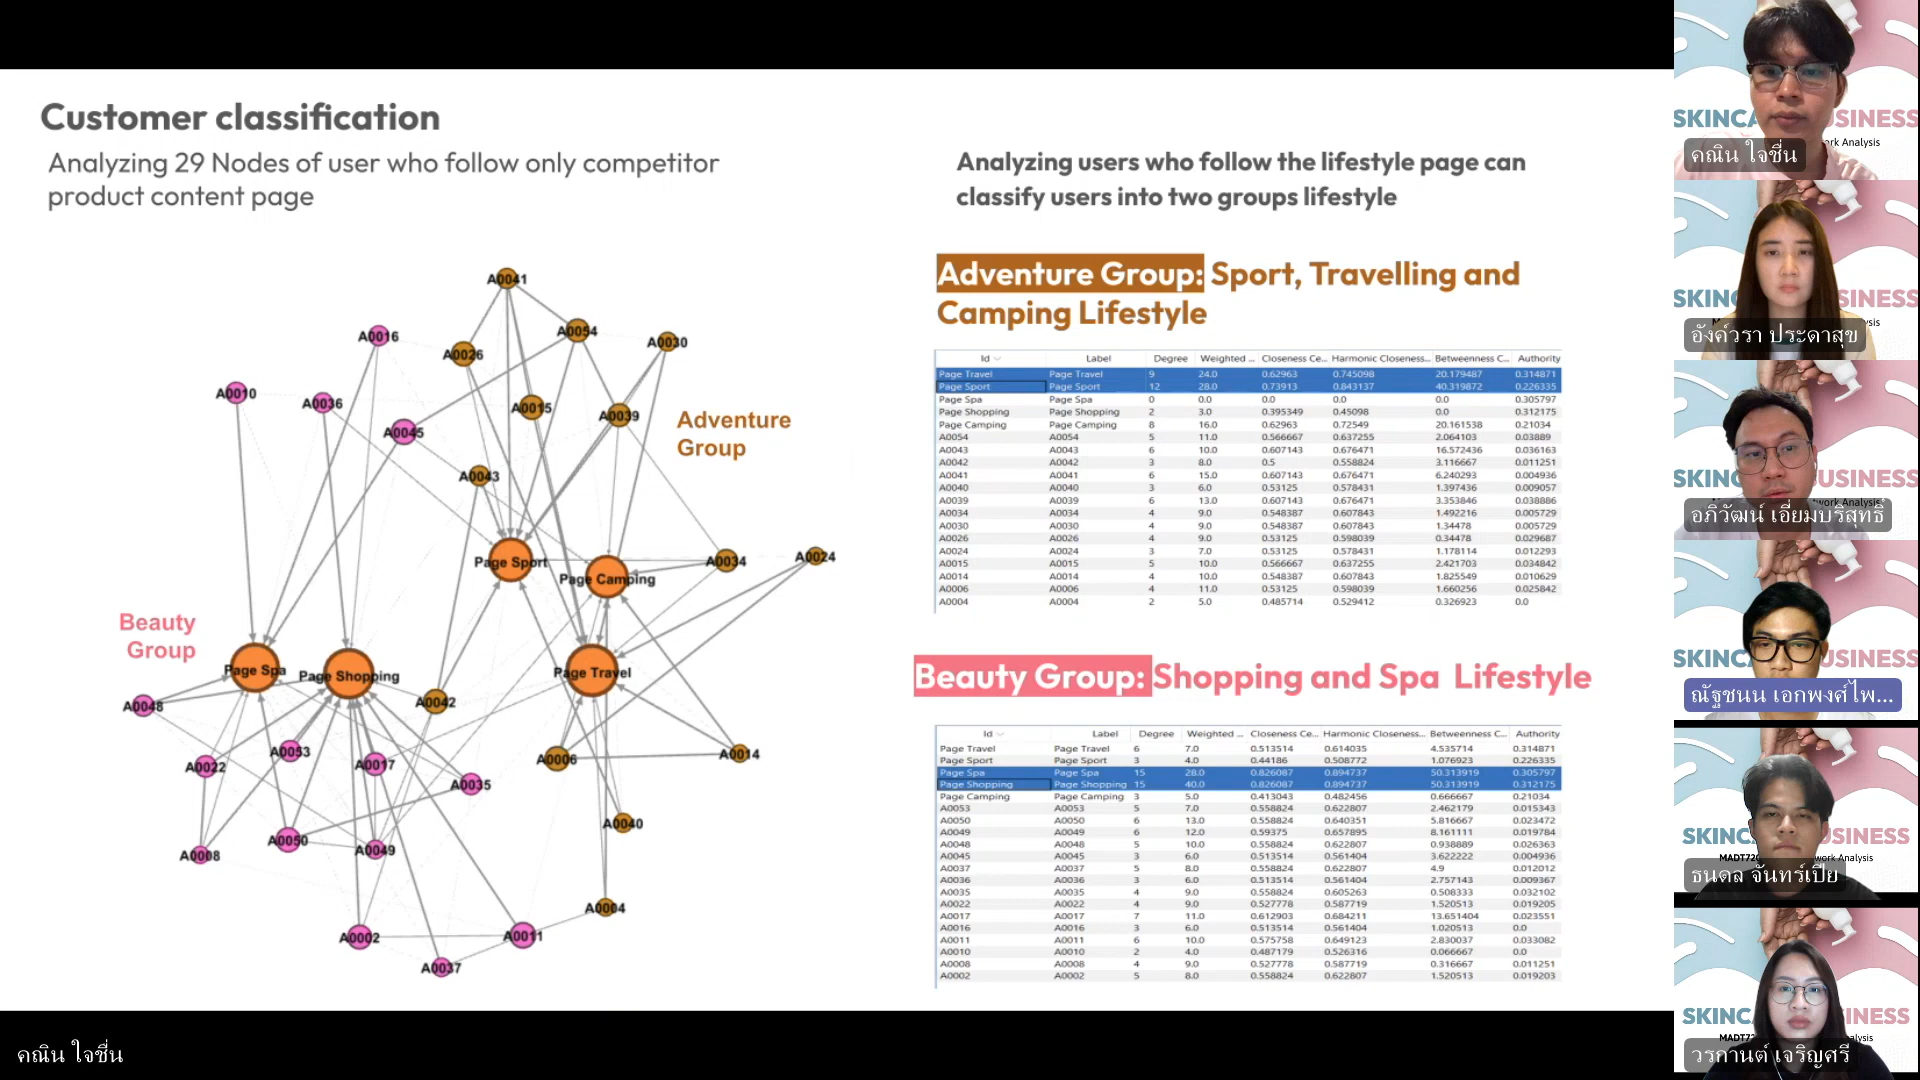 Customer classification
Analyzing 29 Nodes of user who follow only competitor
product content page
A0041
A0016
A0054
A0030
A0026
A0010
A0036
A0015
A0039
A0045
Adventure
Group
A0043
Page Sport
Page Camping
A0034
A0024
Beauty
Group
Page Spa
Page Shopping
Page Travel
A0048
A0042
A0053
A0022
A0017
A0006
A0014
A0035
A0040
A0050
A0008
A0049
A0004
A0002
A0011
A0037
Analyzing users who follow the lifestyle page can
classify users into two groups lifestyle
Adventure Group: Sport, Travelling and
Camping Lifestyle
Id Label Degree Weighted ... Closeness Ce... Harmonic Closeness... Betweenness C... Authority
Page Travel Page Travel 9 24.0 0.62963 0.745098 20.179487 0.314871
Page Sport Page Sport 12 28.0 0.73913 0.843137 40.319872 0.226335
Page Spa Page Spa 0 0.0 0.0 0.0 0.0 0.305797
Page Shopping Page Shopping 2 3.0 0.395349 0.45098 0.0 0.312175
Page Camping Page Camping 8 16.0 0.62963 0.72549 20.161538 0.21034
A0054 A0054 5 11.0 0.566667 0.637255 2.064103 0.03889
A0043 A0043 6 10.0 0.607143 0.676471 16.572436 0.036163
A0042 A0042 3 8.0 0.5 0.558824 3.116667 0.011251
A0041 A0041 6 15.0 0.607143 0.676471 6.240293 0.004936
A0040 A0040 3 6.0 0.53125 0.578431 1.397436 0.009057
A0039 A0039 6 13.0 0.607143 0.676471 3.353846 0.038886
A0034 A0034 4 9.0 0.548387 0.607843 1.492216 0.005729
A0030 A0030 4 9.0 0.548387 0.607843 1.34478 0.005729
A0026 A0026 4 9.0 0.53125 0.598039 0.34478 0.029687
A0024 A0024 3 7.0 0.53125 0.578431 1.178114 0.012293
A0015 A0015 5 10.0 0.566667 0.637255 2.421703 0.034842
A0014 A0014 4 10.0 0.548387 0.607843 1.825549 0.010629
A0006 A0006 4 11.0 0.53125 0.598039 1.660256 0.025842
A0004 A0004 2 5.0 0.485714 0.529412 0.326923 0.0
Beauty Group: Shopping and Spa Lifestyle
Id Label Degree Weighted ... Closeness Ce... Harmonic Closeness... Betweenness C... Authority
Page Travel Page Travel 6 7.0 0.513514 0.614035 4.535714 0.314871
Page Sport Page Sport 3 4.0 0.44186 0.508772 1.076923 0.226335
Page Spa Page Spa 15 28.0 0.826087 0.894737 50.313919 0.305797
Page Shopping Page Shopping 15 40.0 0.826087 0.894737 50.313919 0.312175
Page Camping Page Camping 3 5.0 0.413043 0.482456 0.666667 0.21034
A0053 A0053 5 7.0 0.558824 0.622807 2.462179 0.015343
A0050 A0050 6 13.0 0.558824 0.640351 5.816667 0.023472
A0049 A0049 6 12.0 0.59375 0.657895 8.161111 0.019784
A0048 A0048 5 10.0 0.558824 0.622807 0.938889 0.026363
A0045 A0045 3 6.0 0.513514 0.561404 3.622222 0.004936
A0037 A0037 5 8.0 0.558824 0.622807 4.9 0.012012
A0036 A0036 3 6.0 0.513514 0.561404 2.757143 0.009367
A0035 A0035 4 9.0 0.558824 0.605263 0.508333 0.032102
A0022 A0022 4 9.0 0.527778 0.587719 1.520513 0.019205
A0017 A0017 7 11.0 0.612903 0.684211 13.651404 0.023551
A0016 A0016 3 6.0 0.513514 0.561404 1.020513 0.0
A0011 A0011 6 10.0 0.575758 0.649123 2.830037 0.033082
A0010 A0010 2 4.0 0.487179 0.526316 0.066667 0.0
A0008 A0008 4 9.0 0.527778 0.587719 0.316667 0.011251
A0002 A0002 5 8.0 0.558824 0.622807 1.520513 0.019203
คณิน ใจชื่น
SKINCA USINESS
rk Analysis
คณิน ใจชื่น
SKIN SINESS
อังค์วรา ประดาสุข
SKIN USINESS
work Analysis
อภิวัฒน์ เอี่ยมบริสุทธิ์
SKINC USINESS
ณัฐชนน เอกพงศ์ไพ...
SKINC USINESS
MADT72 work Analysis
ธนดล จันทร์เปีย
SKINC INESS
MADT7 alysis
วรกานต์ เจริญศรี